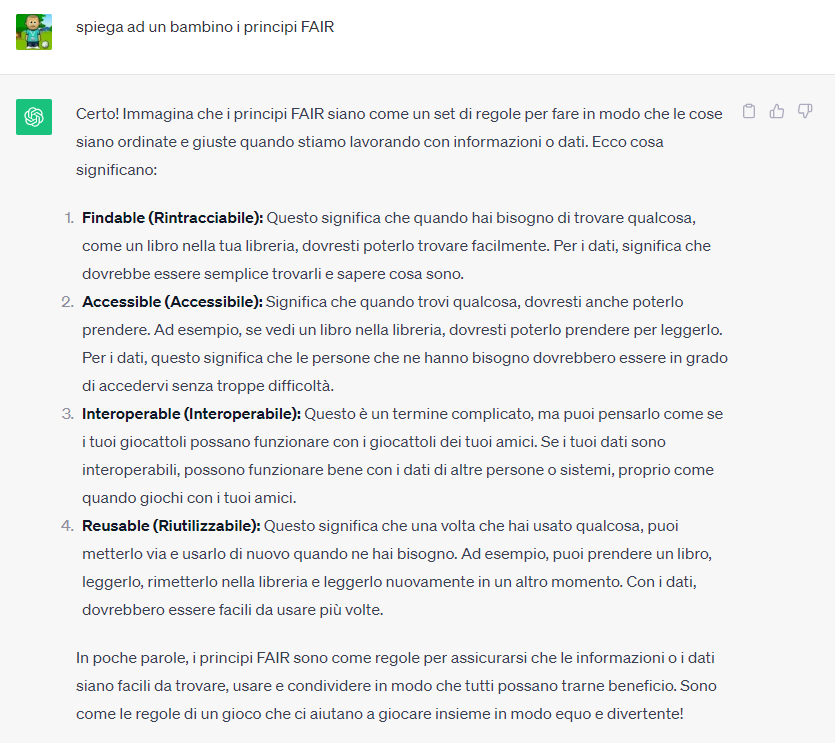 spiega ad un bambino i principi FAIR
Certo! Immagina che i principi FAIR siano come un set di regole per fare in modo che le cose
siano ordinate e giuste quando stiamo lavorando con informazioni o dati. Ecco cosa
significano:
1. Findable (Rintracciabile): Questo significa che quando hai bisogno di trovare qualcosa,
come un libro nella tua libreria, dovresti poterlo trovare facilmente. Per i dati, significa che
dovrebbe essere semplice trovarli e sapere cosa sono.
2. Accessible (Accessibile): Significa che quando trovi qualcosa, dovresti anche poterlo
prendere. Ad esempio, se vedi un libro nella libreria, dovresti poterlo prendere per leggerlo.
Per i dati, questo significa che le persone che ne hanno bisogno dovrebbero essere in grado
di accedervi senza troppe difficoltà.
3. Interoperable (Interoperabile): Questo è un termine complicato, ma puoi pensarlo come se
i tuoi giocattoli possano funzionare con i giocattoli dei tuoi amici. Se i tuoi dati sono
interoperabili, possono funzionare bene con i dati di altre persone o sistemi, proprio come
quando giochi con i tuoi amici.
4. Reusable (Riutilizzabile): Questo significa che una volta che hai usato qualcosa, puoi
metterlo via e usarlo di nuovo quando ne hai bisogno. Ad esempio, puoi prendere un libro,
leggerlo, rimetterlo nella libreria e leggerlo nuovamente in un altro momento. Con i dati,
dovrebbero essere facili da usare più volte.
In poche parole, i principi FAIR sono come regole per assicurarsi che le informazioni o i dati
siano facili da trovare, usare e condividere in modo che tutti possano trarne beneficio. Sono
come le regole di un gioco che ci aiutano a giocare insieme in modo equo e divertente!